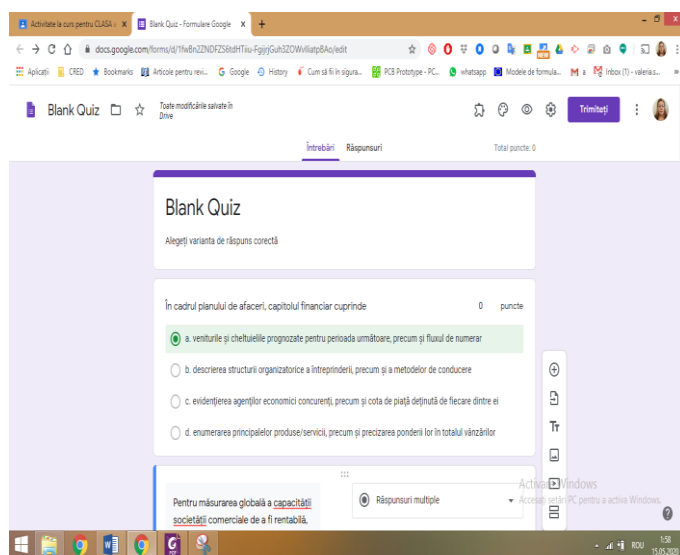 Activitate la curs pentru CLASA a
Blank Quiz - Formulare Google
docs.google.com/forms/d/
/edit
Aplicații
CRED
Bookmarks
Articole pentru revi...
Google
History
Cum să fii în sigura...
PCB Prototype - PC...
whatsapp
Modele de formula...
a
Inbox (1) - valeria.s...
Blank Quiz
Toate modificările salvate în
Drive
Trimiteți
Întrebări
Răspunsuri
Total puncte: 0
Blank Quiz
Alegeți varianta de răspuns corectă
În cadrul planului de afaceri, capitolul financiar cuprinde
0 puncte
a. veniturile și cheltuielile prognozate pentru perioada următoare, precum și fluxul de numerar
b. descrierea structurii organizatorice a întreprinderii, precum și a metodelor de conducere
c. evidențierea agenților economici concurenți, precum și cota de piață deținută de fiecare dintre ei
d. enumerarea principalelor produse/servicii, precum și precizarea ponderii lor în totalul vânzărilor
Pentru măsurarea globală a capacității
societății comerciale de a fi rentabilă,
Răspunsuri multiple
Activare Windows
Accesați setări PC pentru a activa Windows.
ROU
1:58
15.05.2020